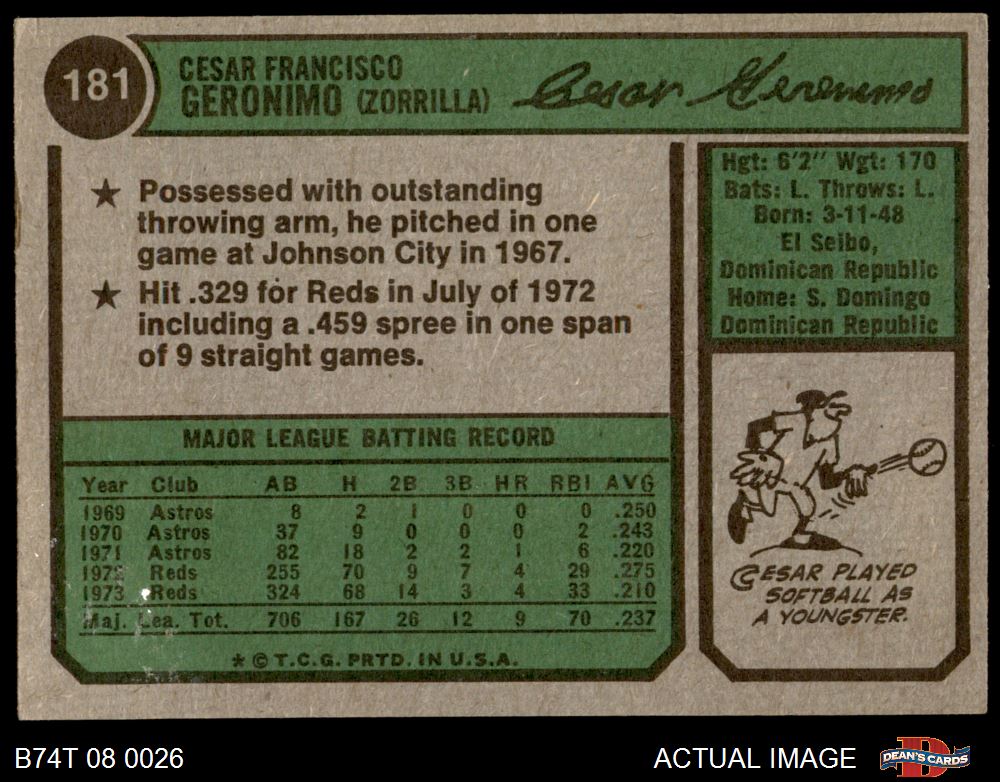 181
CESAR FRANCISCO
GERONIMO (ZORRILLA)
Cesar Geronimo
★ Possessed with outstanding
throwing arm, he pitched in one
game at Johnson City in 1967.
★ Hit .329 for Reds in July of 1972
including a .459 spree in one span
of 9 straight games.
Hgt: 6'2" Wgt: 170
Bats: L. Throws: L.
Born: 3-11-48
El Seibo,
Dominican Republic
Home: S. Domingo
Dominican Republic
MAJOR LEAGUE BATTING RECORD
Year Club AB H 2B 3B HR RBI AVG
1969 Astros 8 2 1 0 0 0 .250
1970 Astros 37 9 0 0 0 2 .243
1971 Astros 82 18 2 2 1 6 .220
1972 Reds 255 70 9 7 4 29 .275
1973 Reds 324 68 14 3 4 33 .210
Maj. Lea. Tot. 706 167 26 12 9 70 .237
* © T.C.G. PRTD. IN U.S.A.
CESAR PLAYED
SOFTBALL AS
A YOUNGSTER.
B74T 08 0026
ACTUAL IMAGE
DEAN'S CARDS